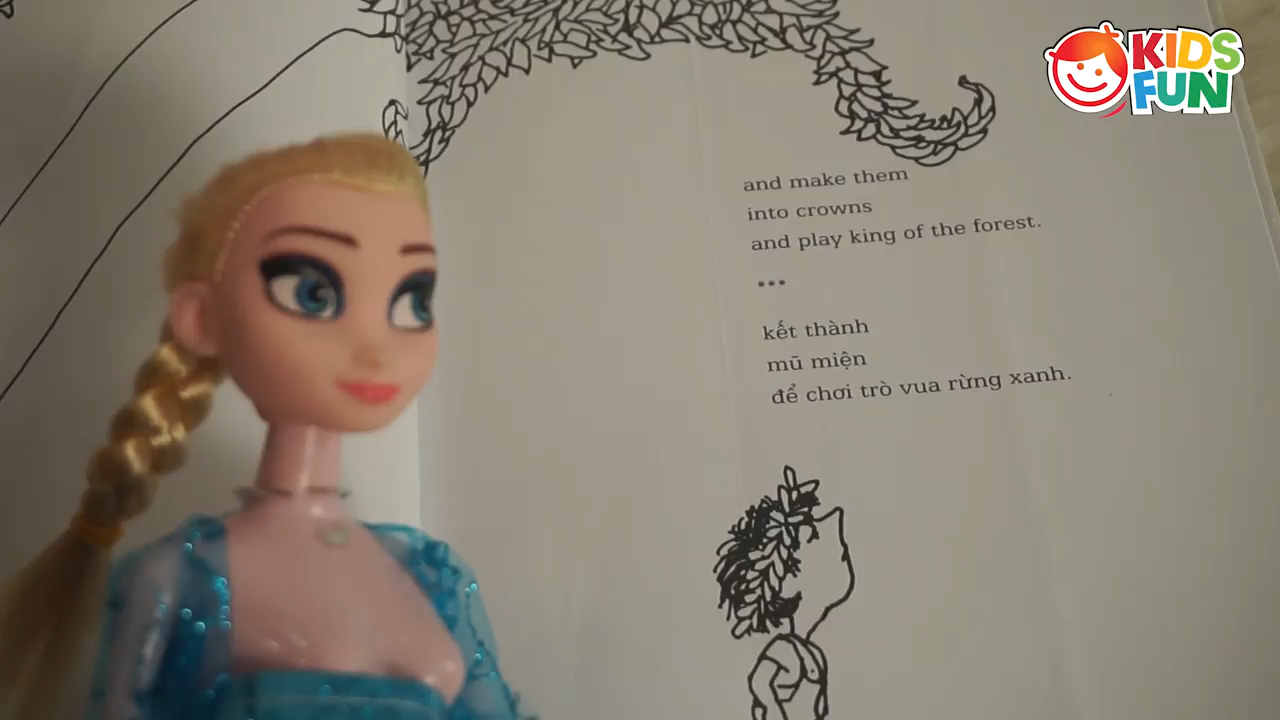 KIDS
FUN
and make them
into crowns
and play king of the forest.
***
kết thành
mũ miện
để chơi trò vua rừng xanh.